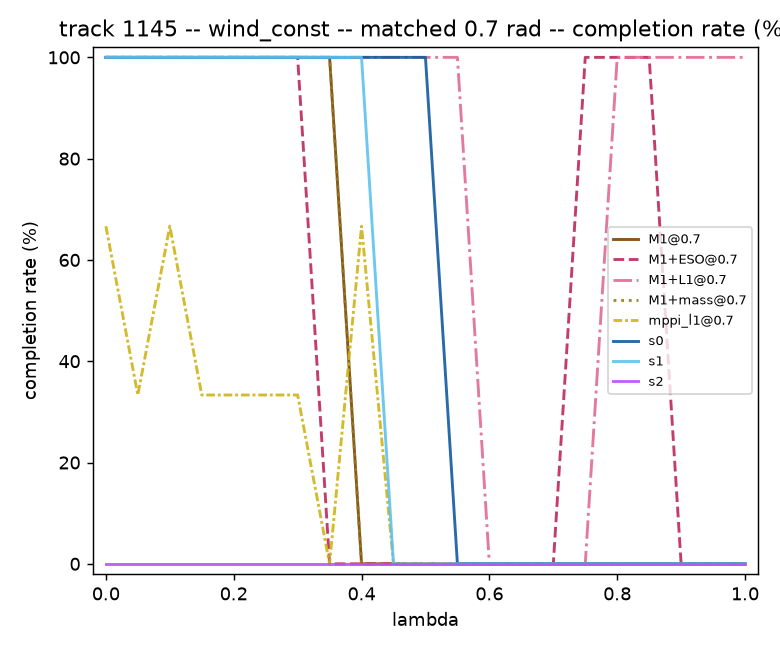 track 1145 -- wind_const -- matched 0.7 rad -- completion rate (%
100
80
60
40
20
0
completion rate (%)
0.0 0.2 0.4 0.6 0.8 1.0
lambda
M1@0.7
M1+ESO@0.7
M1+L1@0.7
M1+mass@0.7
mppi_l1@0.7
s0
s1
s2